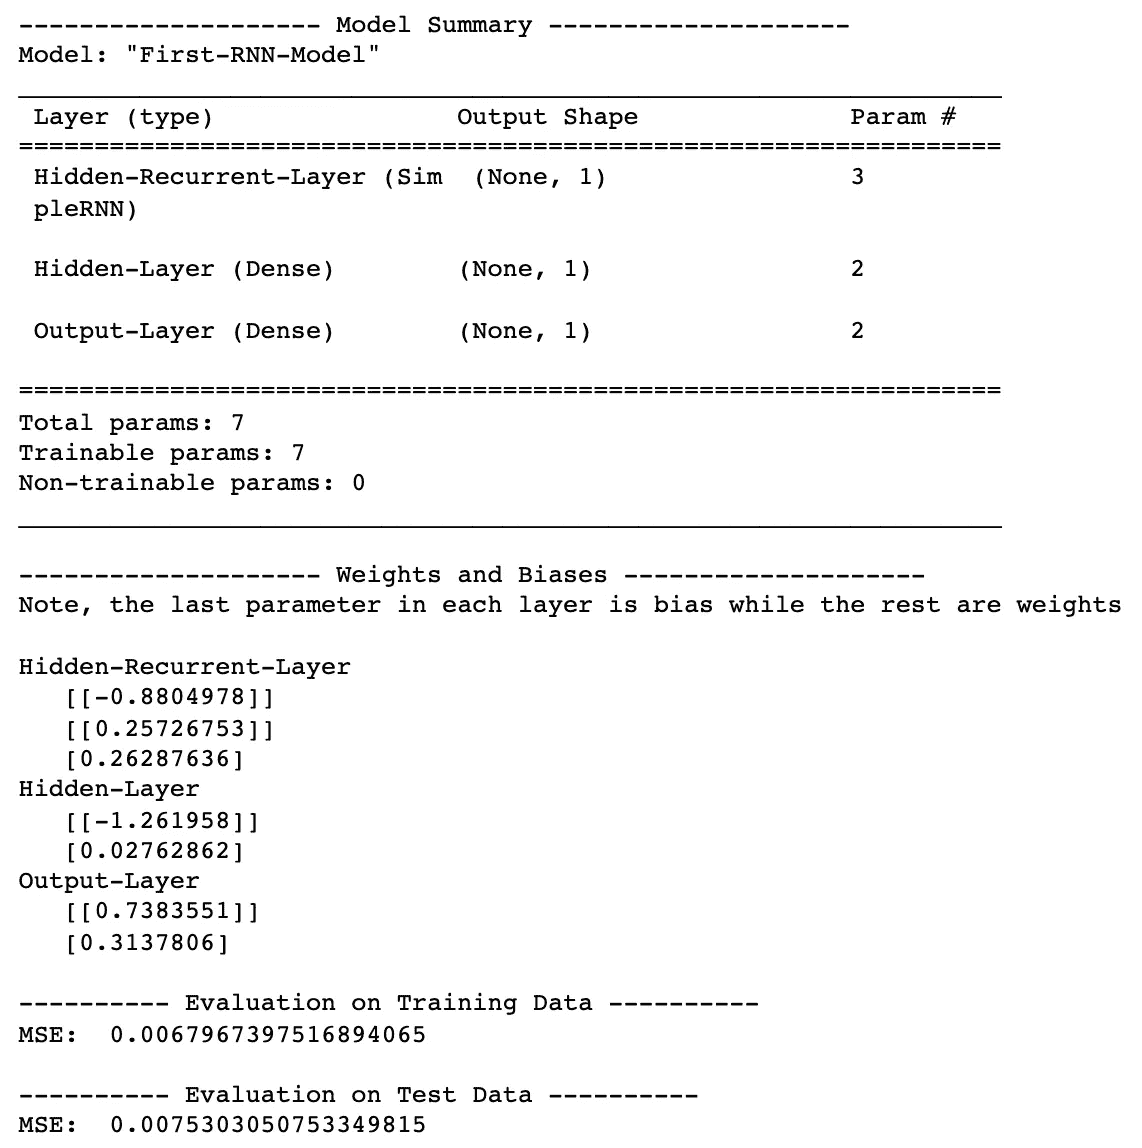 -------------------- Model Summary --------------------
Model: "First-RNN-Model"
_________________________________________________________________
Layer (type) Output Shape Param #
=================================================================
Hidden-Recurrent-Layer (Sim (None, 1) 3
pleRNN)
Hidden-Layer (Dense) (None, 1) 2
Output-Layer (Dense) (None, 1) 2
=================================================================
Total params: 7
Trainable params: 7
Non-trainable params: 0
_________________________________________________________________
-------------------- Weights and Biases --------------------
Note, the last parameter in each layer is bias while the rest are weights
Hidden-Recurrent-Layer
[[-0.8804978]]
[[0.25726753]]
[0.26287636]
Hidden-Layer
[[-1.261958]]
[0.02762862]
Output-Layer
[[0.7383551]]
[0.3137806]
---------- Evaluation on Training Data ----------
MSE: 0.0067967397516894065
---------- Evaluation on Test Data ----------
MSE: 0.0075303050753349815